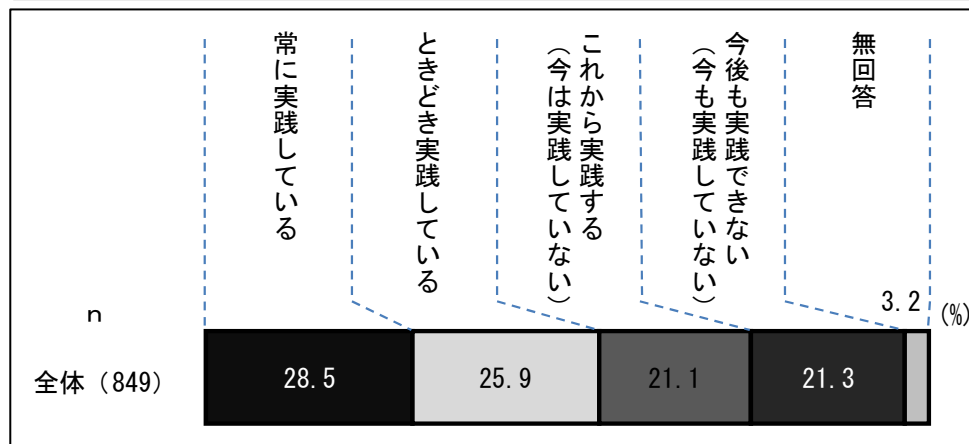 常に実践している
ときどき実践している
これから実践する
（今は実践していない）
今後も実践できない
（今も実践していない）
無回答
3.2
(%)
n
全体（849）
28.5
25.9
21.1
21.3